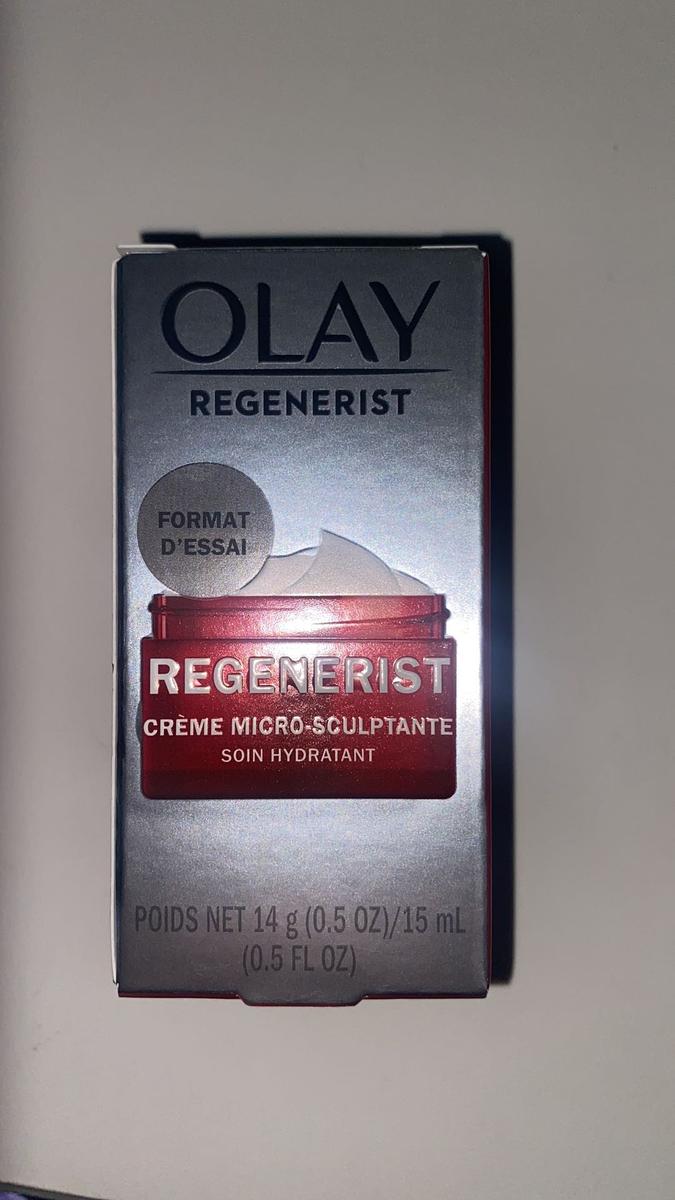 OLAY
REGENERIST
FORMAT
D'ESSAI
REGENERIST
CRÈME MICRO-SCULPTANTE
SOIN HYDRATANT
POIDS NET 14 g (0.5 OZ)/15 mL
(0.5 FL OZ)